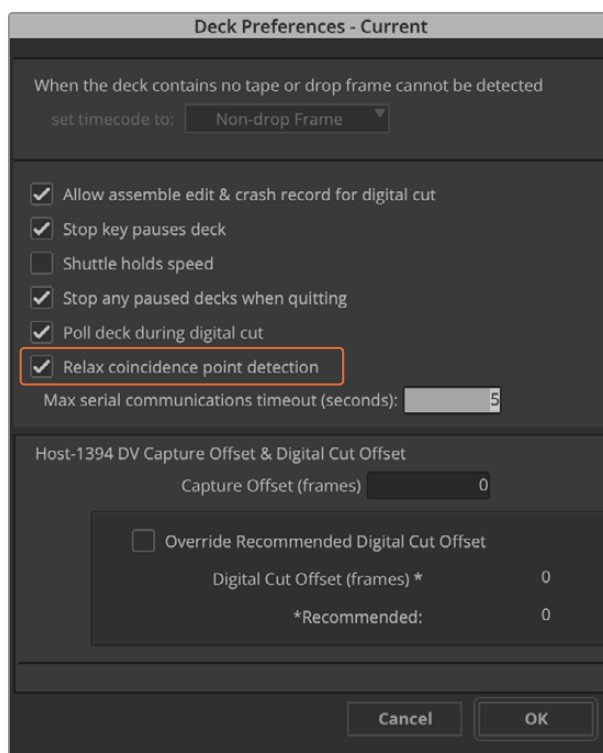 Deck Preferences - Current
When the deck contains no tape or drop frame cannot be detected
set timecode to: Non-drop Frame
Allow assemble edit & crash record for digital cut
Stop key pauses deck
Shuttle holds speed
Stop any paused decks when quitting
Poll deck during digital cut
Relax coincidence point detection
Max serial communications timeout (seconds): 5
Host-1394 DV Capture Offset & Digital Cut Offset
Capture Offset (frames) 0
Override Recommended Digital Cut Offset
Digital Cut Offset (frames) * 0
*Recommended: 0
Cancel OK